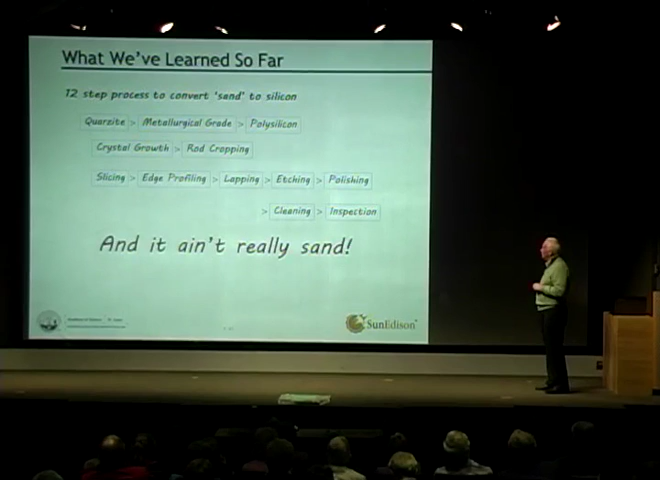 What We've Learned So Far
12 step process to convert 'sand' to silicon
Quarzite > Metallurgical Grade > Polysilicon
Crystal Growth > Rod Cropping
Slicing > Edge Profiling > Lapping > Etching > Polishing
> Cleaning > Inspection
And it ain't really sand!
SunEdison